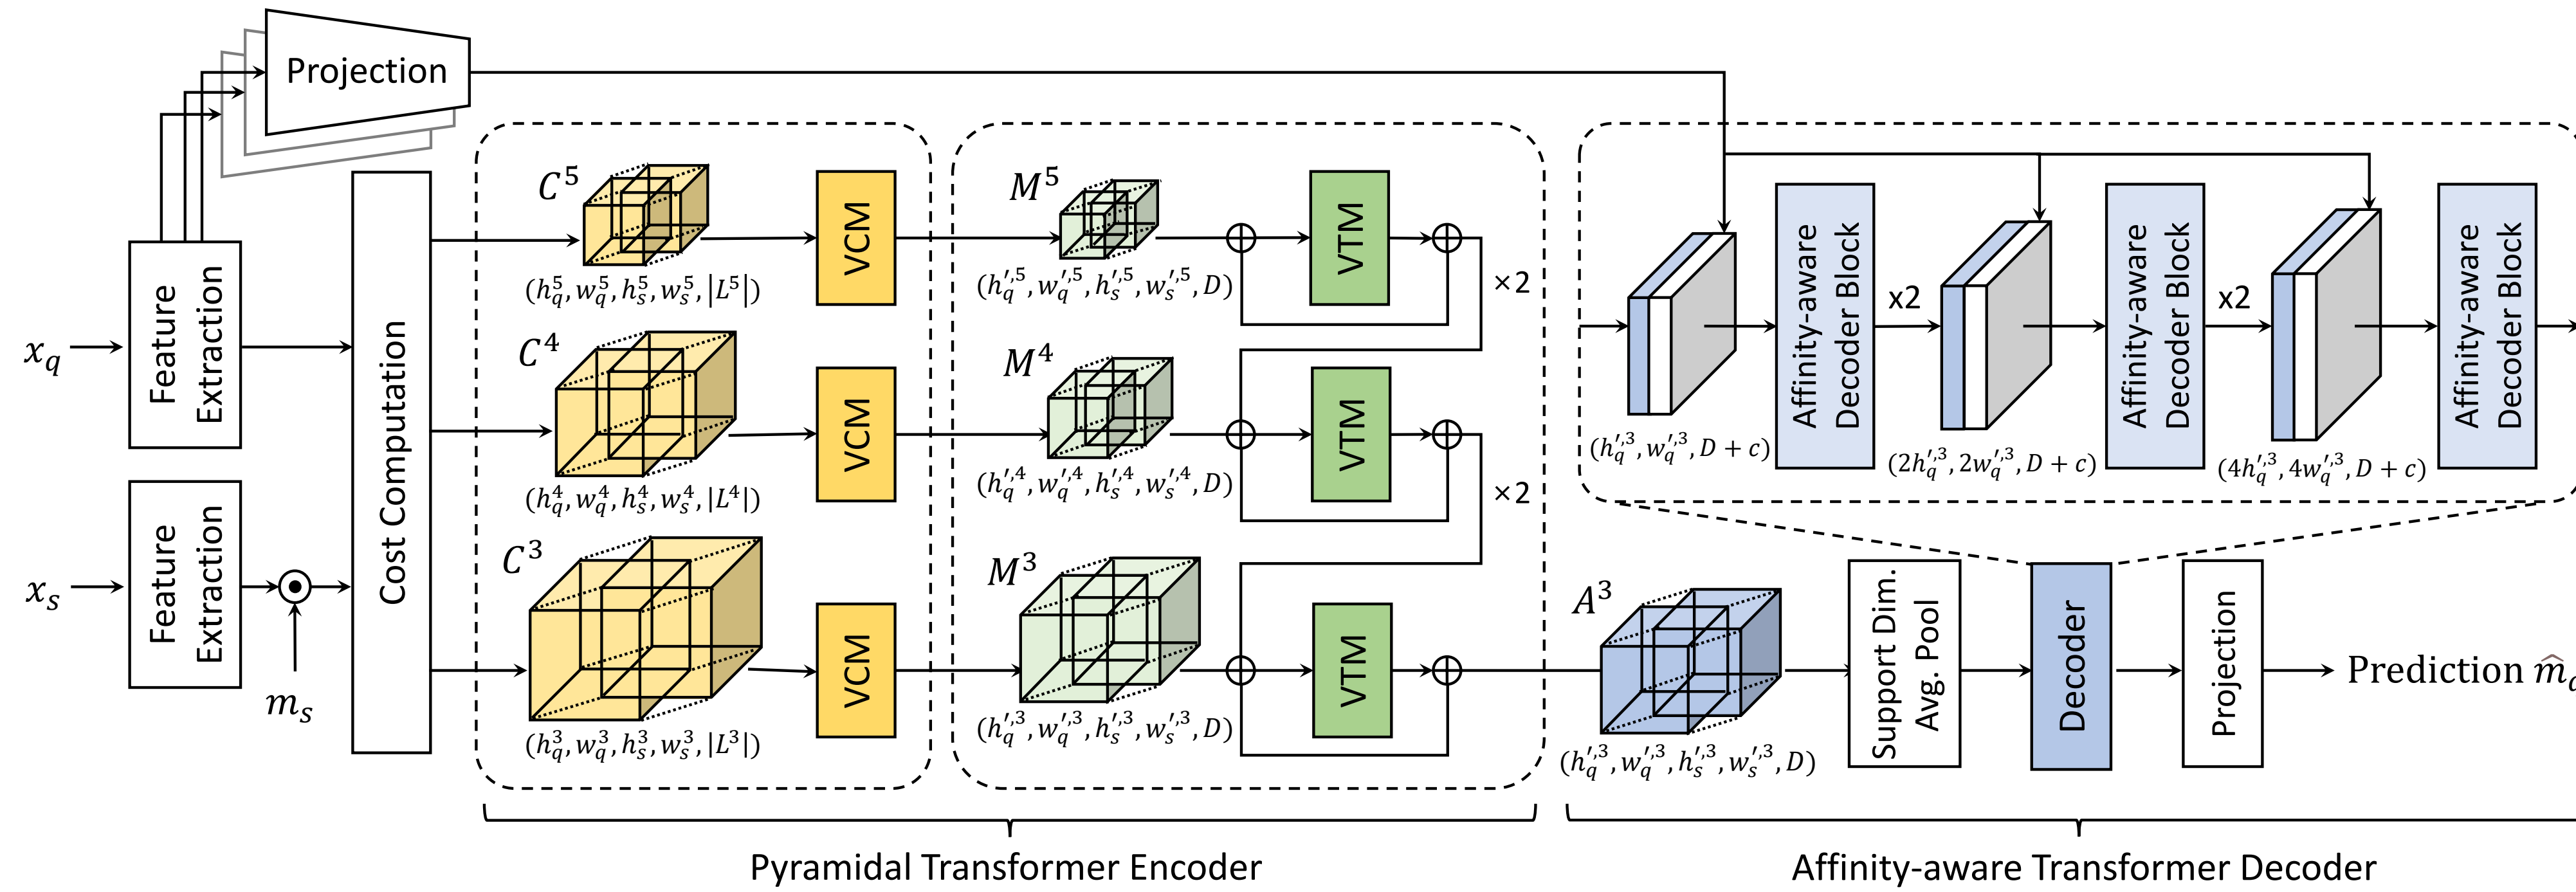 Projection
x_q
Feature
Extraction
x_s
Feature
Extraction
m_s
Cost Computation
C^5
(h_q^5, w_q^5, h_s^5, w_s^5, |L^5|)
VCM
C^4
(h_q^4, w_q^4, h_s^4, w_s^4, |L^4|)
VCM
C^3
(h_q^3, w_q^3, h_s^3, w_s^3, |L^3|)
VCM
M^5
(h_q^{′,5}, w_q^{′,5}, h_s^{′,5}, w_s^{′,5}, D)
VTM
×2
M^4
(h_q^{′,4}, w_q^{′,4}, h_s^{′,4}, w_s^{′,4}, D)
VTM
×2
M^3
(h_q^{′,3}, w_q^{′,3}, h_s^{′,3}, w_s^{′,3}, D)
VTM
(h_q^{′,3}, w_q^{′,3}, D + c)
Affinity-aware
Decoder Block
x2
(2h_q^{′,3}, 2w_q^{′,3}, D + c)
Affinity-aware
Decoder Block
x2
(4h_q^{′,3}, 4w_q^{′,3}, D + c)
Affinity-aware
Decoder Block
A^3
(h_q^{′,3}, w_q^{′,3}, h_s^{′,3}, w_s^{′,3}, D)
Support Dim.
Avg. Pool
Decoder
Projection
Prediction m̂_q
Pyramidal Transformer Encoder
Affinity-aware Transformer Decoder